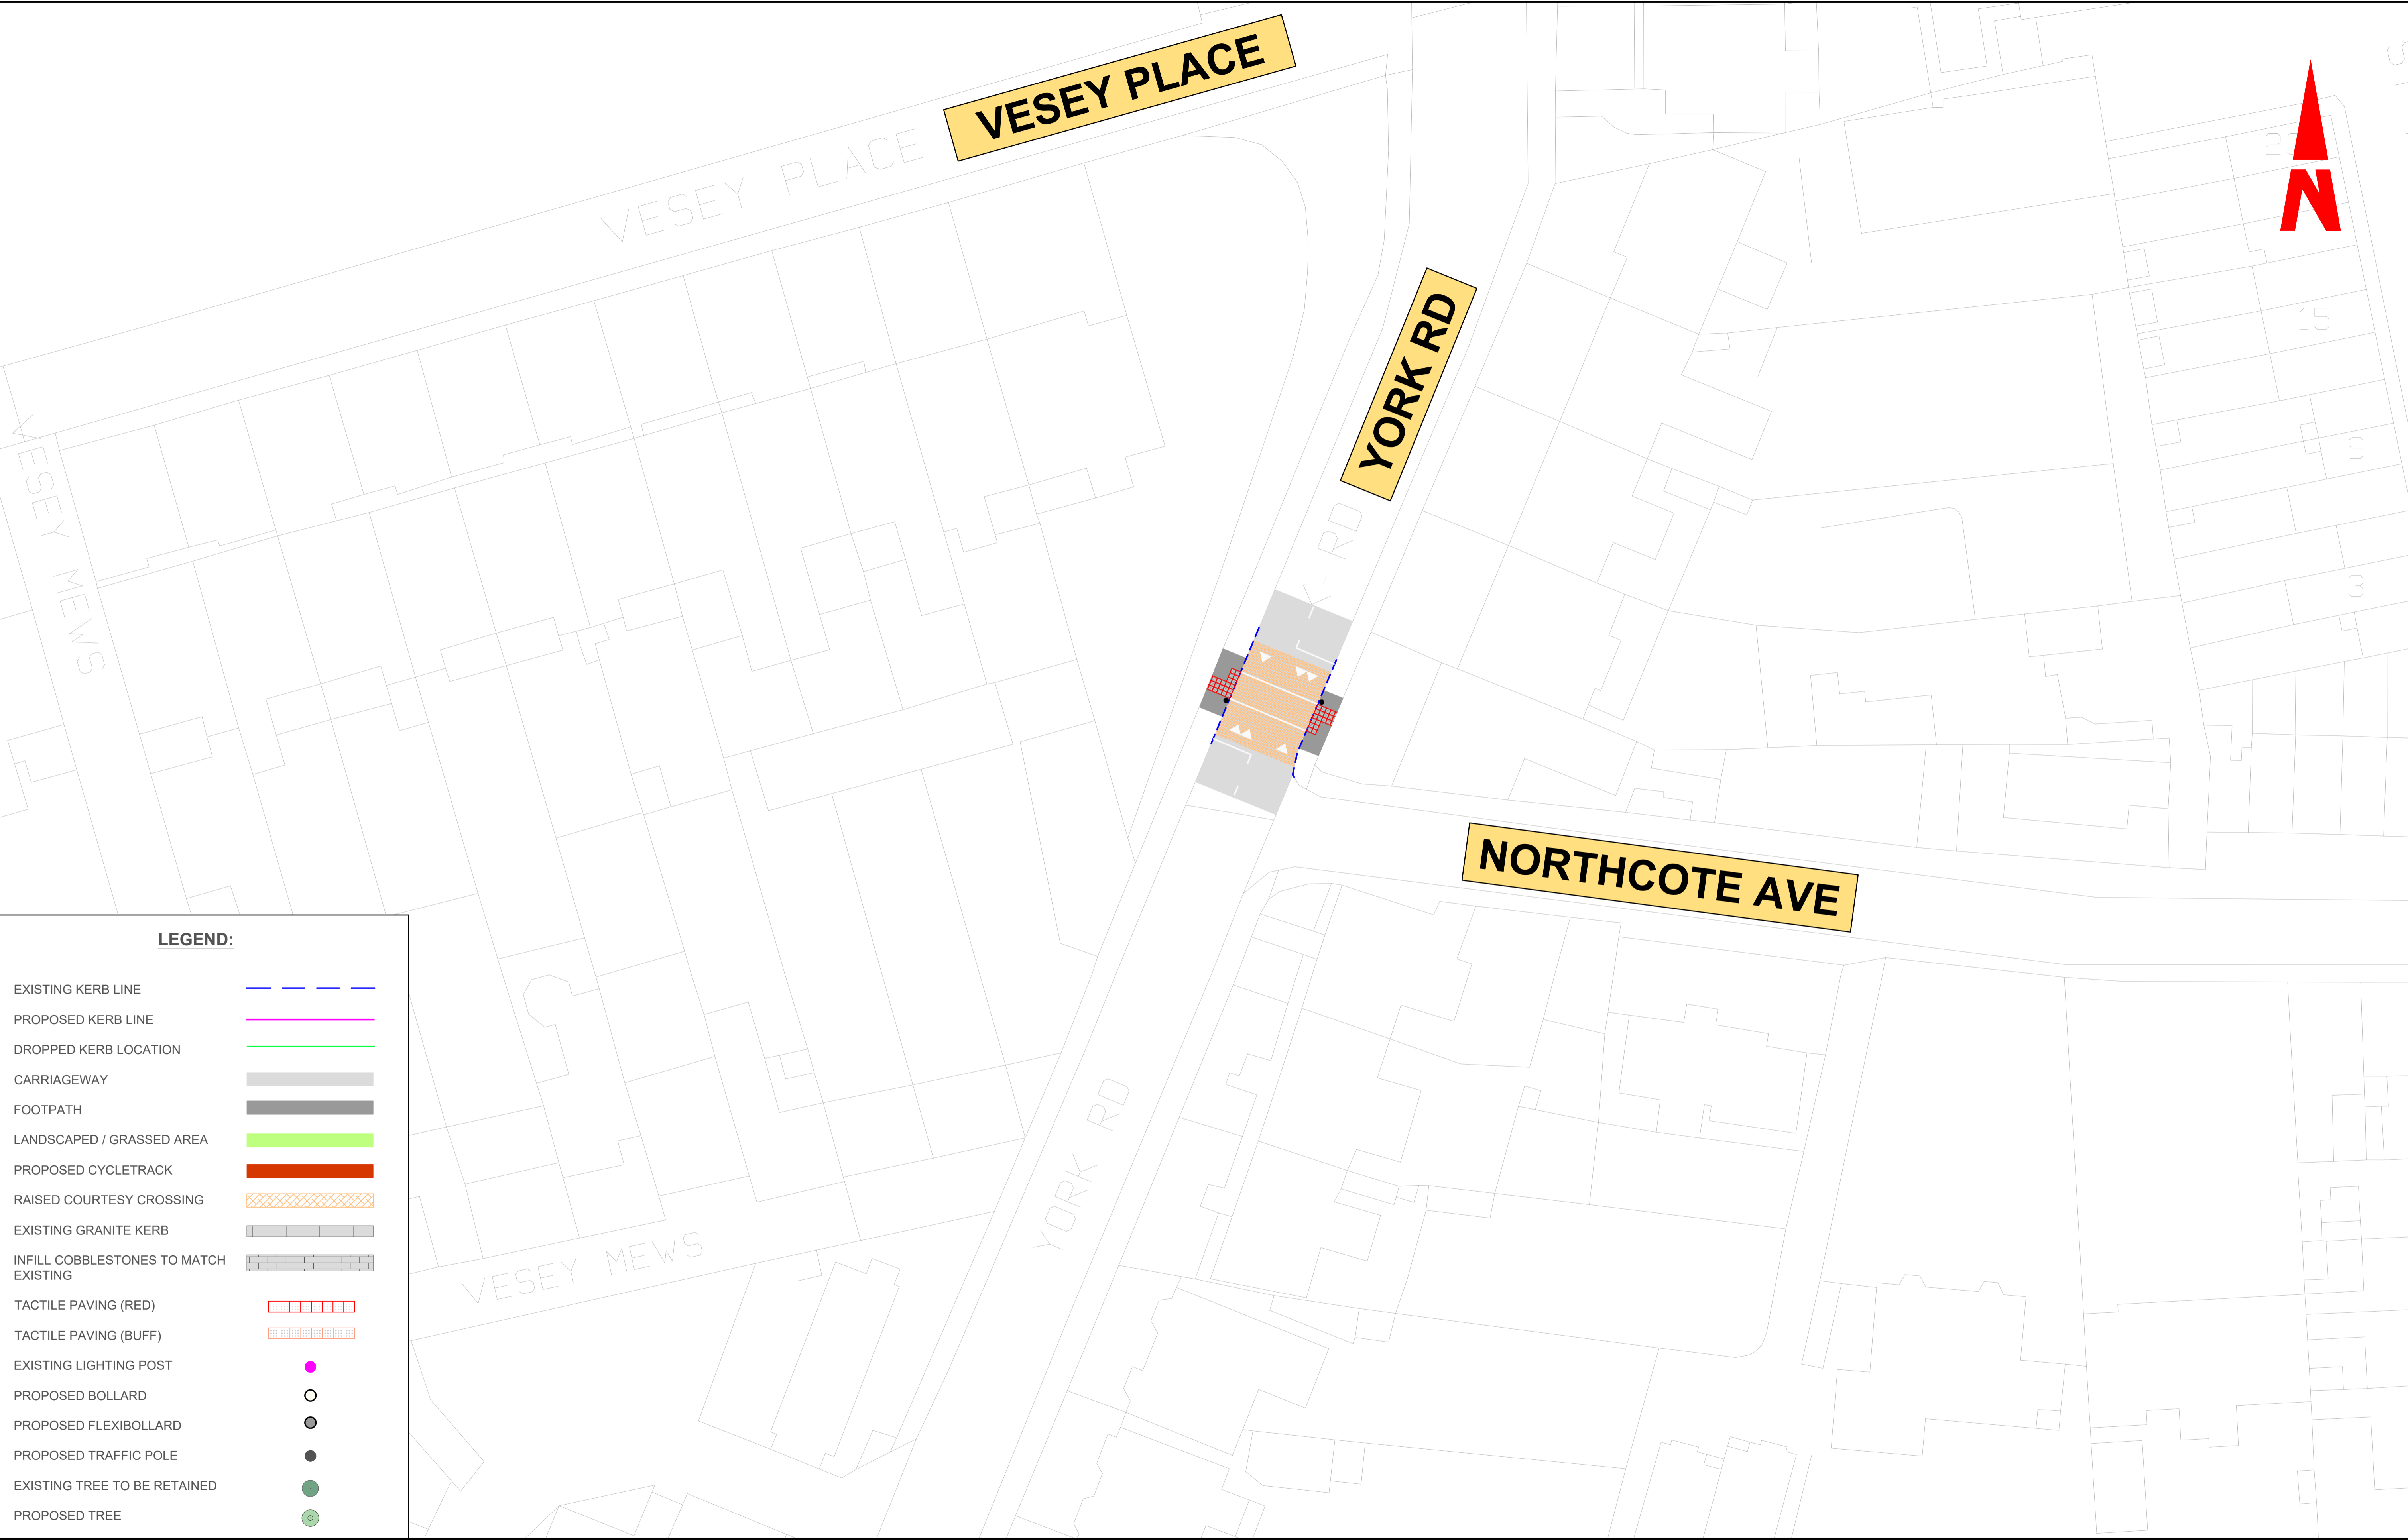 VESEY PLACE
VESEY PLACE
N
23
15
9
3
YORK RD
K RD
VESEY MEWS
NORTHCOTE AVE
YORK RD
VESEY MEWS
LEGEND:
EXISTING KERB LINE
PROPOSED KERB LINE
DROPPED KERB LOCATION
CARRIAGEWAY
FOOTPATH
LANDSCAPED / GRASSED AREA
PROPOSED CYCLETRACK
RAISED COURTESY CROSSING
EXISTING GRANITE KERB
INFILL COBBLESTONES TO MATCH
EXISTING
TACTILE PAVING (RED)
TACTILE PAVING (BUFF)
EXISTING LIGHTING POST
PROPOSED BOLLARD
PROPOSED FLEXIBOLLARD
PROPOSED TRAFFIC POLE
EXISTING TREE TO BE RETAINED
PROPOSED TREE